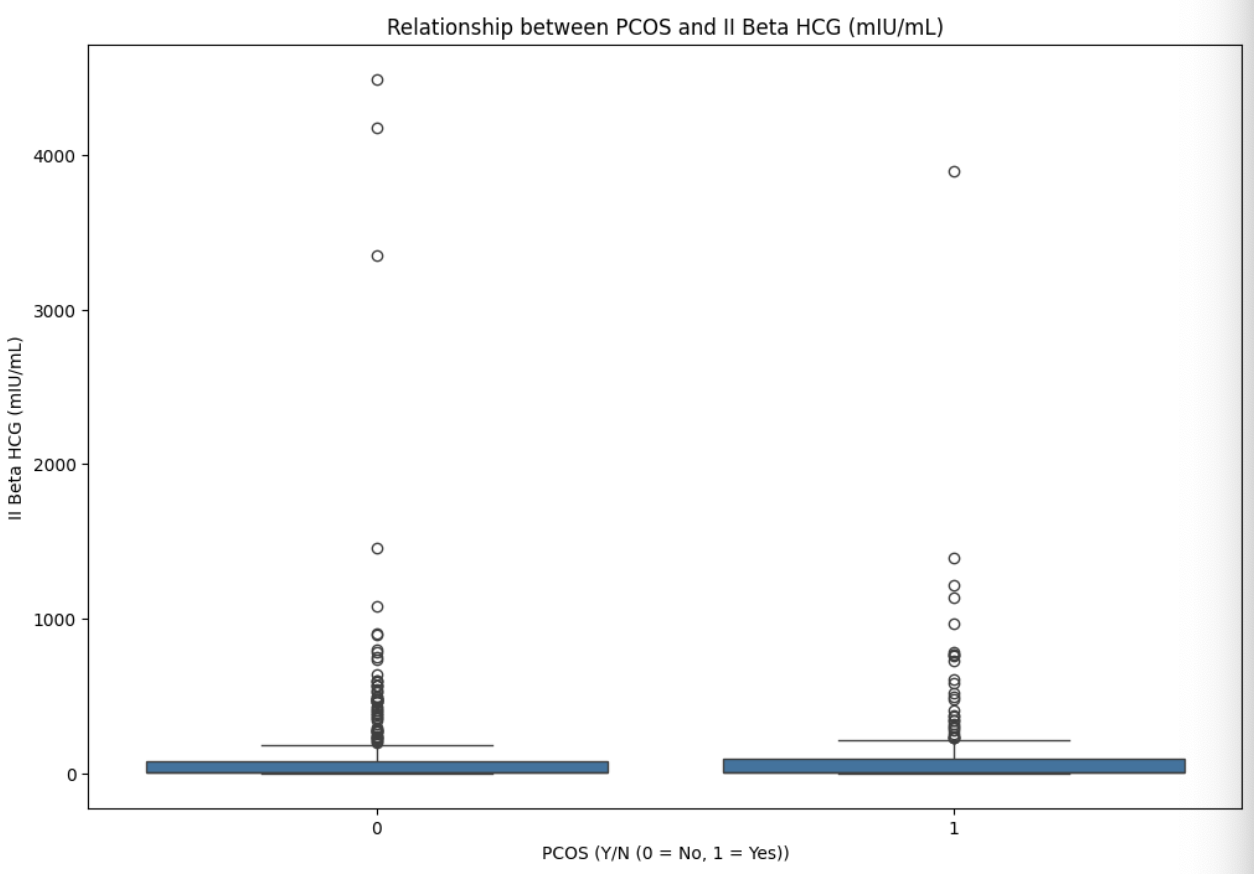 Relationship between PCOS and II Beta HCG (mIU/mL)
4000
3000
2000
1000
0
II Beta HCG (mIU/mL)
0 1
PCOS (Y/N (0 = No, 1 = Yes))